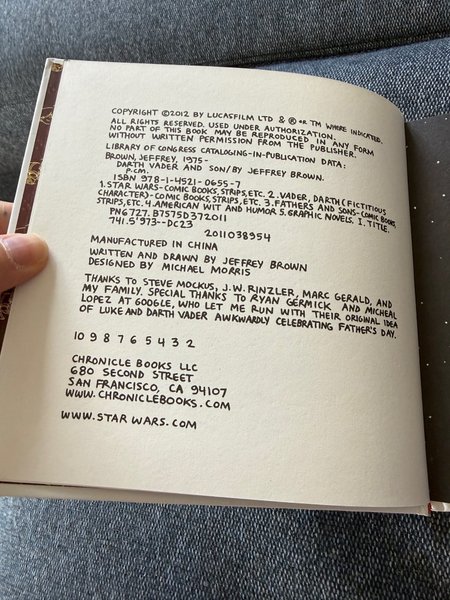 COPYRIGHT ©2012 BY LUCASFILM LTD & ® OR TM WHERE INDICATED.
ALL RIGHTS RESERVED. USED UNDER AUTHORIZATION.
NO PART OF THIS BOOK MAY BE REPRODUCED IN ANY FORM
WITHOUT WRITTEN PERMISSION FROM THE PUBLISHER.
LIBRARY OF CONGRESS CATALOGING-IN-PUBLICATION DATA:
BROWN, JEFFREY, 1975-
DARTH VADER AND SON/BY JEFFREY BROWN.
P.CM.
ISBN 978-1-4521-0655-7
1.STAR WARS-COMIC BOOKS, STRIPS, ETC. 2.VADER, DARTH (FICTITIOUS
CHARACTER)-COMIC BOOKS, STRIPS, ETC. 3.FATHERS AND SONS-COMIC BOOKS,
STRIPS, ETC. 4.AMERICAN WIT AND HUMOR 5.GRAPHIC NOVELS. I.TITLE.
PN6727.B7575D372011
741.5'973--DC23
2011038954
MANUFACTURED IN CHINA
WRITTEN AND DRAWN BY JEFFREY BROWN
DESIGNED BY MICHAEL MORRIS
THANKS TO STEVE MOCKUS, J.W. RINZLER, MARC GERALD, AND
MY FAMILY. SPECIAL THANKS TO RYAN GERMICK AND MICHEAL
LOPEZ AT GOOGLE, WHO LET ME RUN WITH THEIR ORIGINAL IDEA
OF LUKE AND DARTH VADER AWKWARDLY CELEBRATING FATHER'S DAY.
10 9 8 7 6 5 4 3 2
CHRONICLE BOOKS LLC
680 SECOND STREET
SAN FRANCISCO, CA 94107
WWW.CHRONICLEBOOKS.COM
WWW.STARWARS.COM